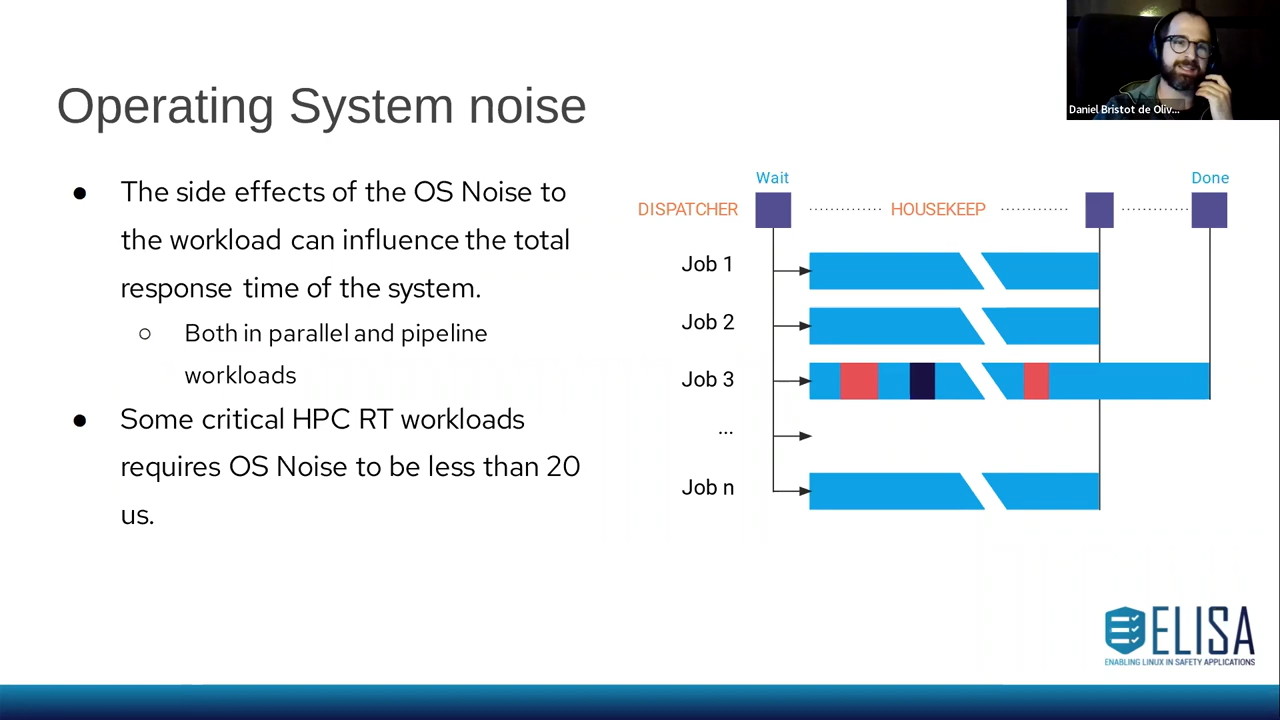 Daniel Bristot de Oliv...
Operating System noise
● The side effects of the OS Noise to
the workload can influence the total
response time of the system.
○ Both in parallel and pipeline
workloads
● Some critical HPC RT workloads
requires OS Noise to be less than 20
us.
Wait
Done
DISPATCHER
HOUSEKEEP
Job 1
Job 2
Job 3
...
Job n
ELISA
ENABLING LINUX IN SAFETY APPLICATIONS